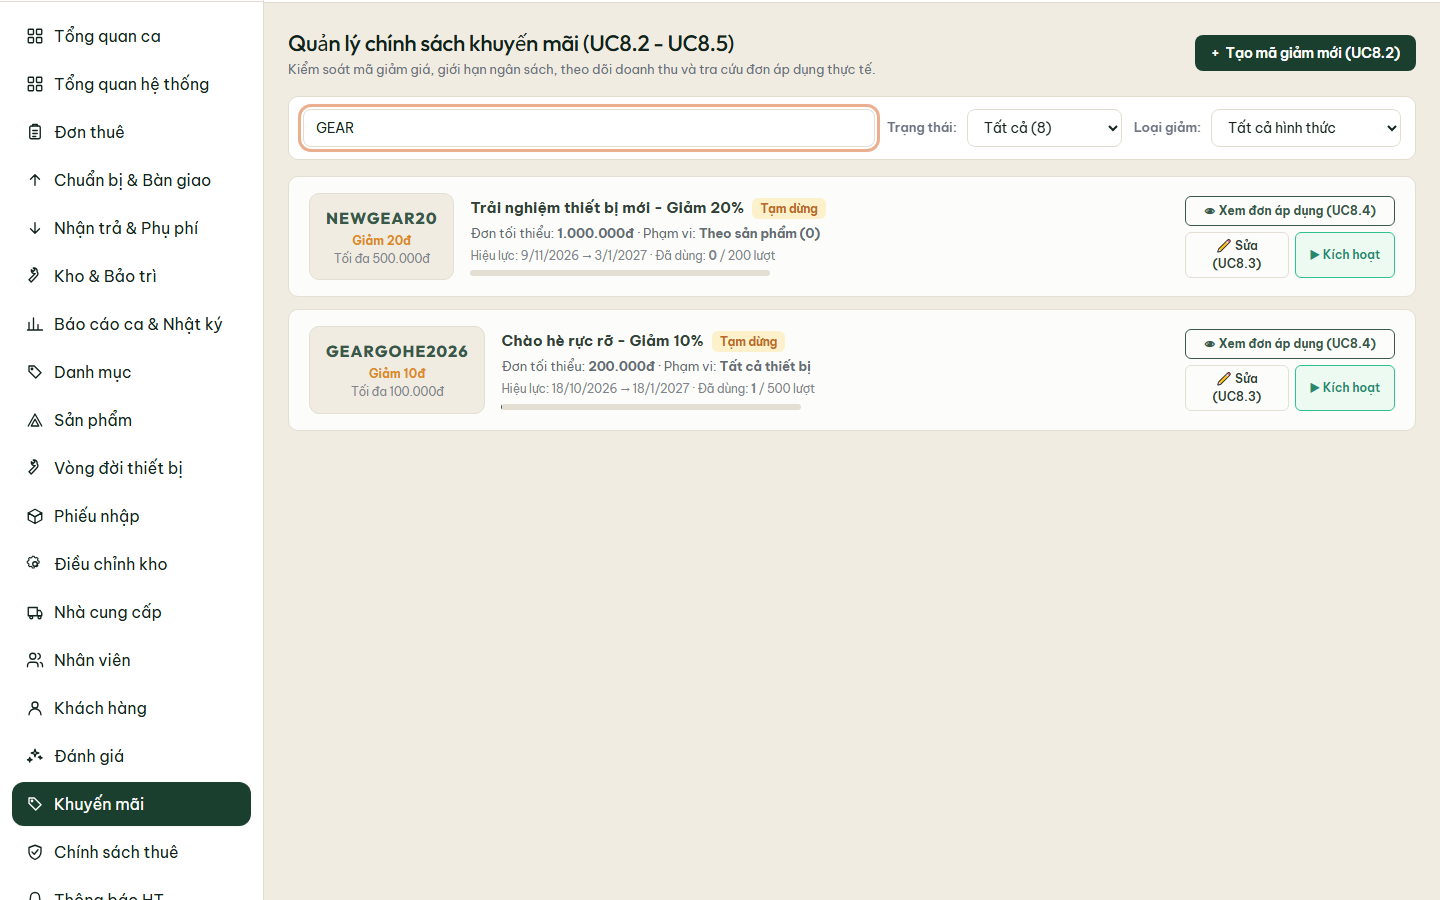 Tổng quan ca
Tổng quan hệ thống
Đơn thuê
Chuẩn bị & Bàn giao
Nhận trả & Phụ phí
Kho & Bảo trì
Báo cáo ca & Nhật ký
Danh mục
Sản phẩm
Vòng đời thiết bị
Phiếu nhập
Điều chỉnh kho
Nhà cung cấp
Nhân viên
Khách hàng
Đánh giá
Khuyến mãi
Chính sách thuê
Thông báo HT
Quản lý chính sách khuyến mãi (UC8.2 - UC8.5)
Kiểm soát mã giảm giá, giới hạn ngân sách, theo dõi doanh thu và tra cứu đơn áp dụng thực tế.
+ Tạo mã giảm mới (UC8.2)
GEAR
Trạng thái:
Tất cả (8)
Loại giảm:
Tất cả hình thức
NEWGEAR20
Giảm 20đ
Tối đa 500.000đ
Trải nghiệm thiết bị mới - Giảm 20%
Tạm dừng
Đơn tối thiểu: 1.000.000đ · Phạm vi: Theo sản phẩm (0)
Hiệu lực: 9/11/2026 → 3/1/2027 · Đã dùng: 0 / 200 lượt
Xem đơn áp dụng (UC8.4)
Sửa
(UC8.3)
▶ Kích hoạt
GEARGOHE2026
Giảm 10đ
Tối đa 100.000đ
Chào hè rực rỡ - Giảm 10%
Tạm dừng
Đơn tối thiểu: 200.000đ · Phạm vi: Tất cả thiết bị
Hiệu lực: 18/10/2026 → 18/1/2027 · Đã dùng: 1 / 500 lượt
Xem đơn áp dụng (UC8.4)
Sửa
(UC8.3)
▶ Kích hoạt